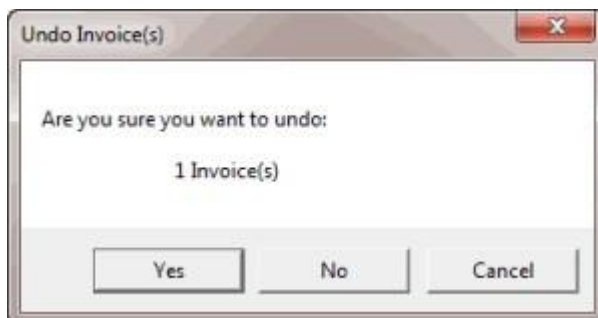 Undo Invoice(s)
Are you sure you want to undo:
1 Invoice(s)
Yes No Cancel